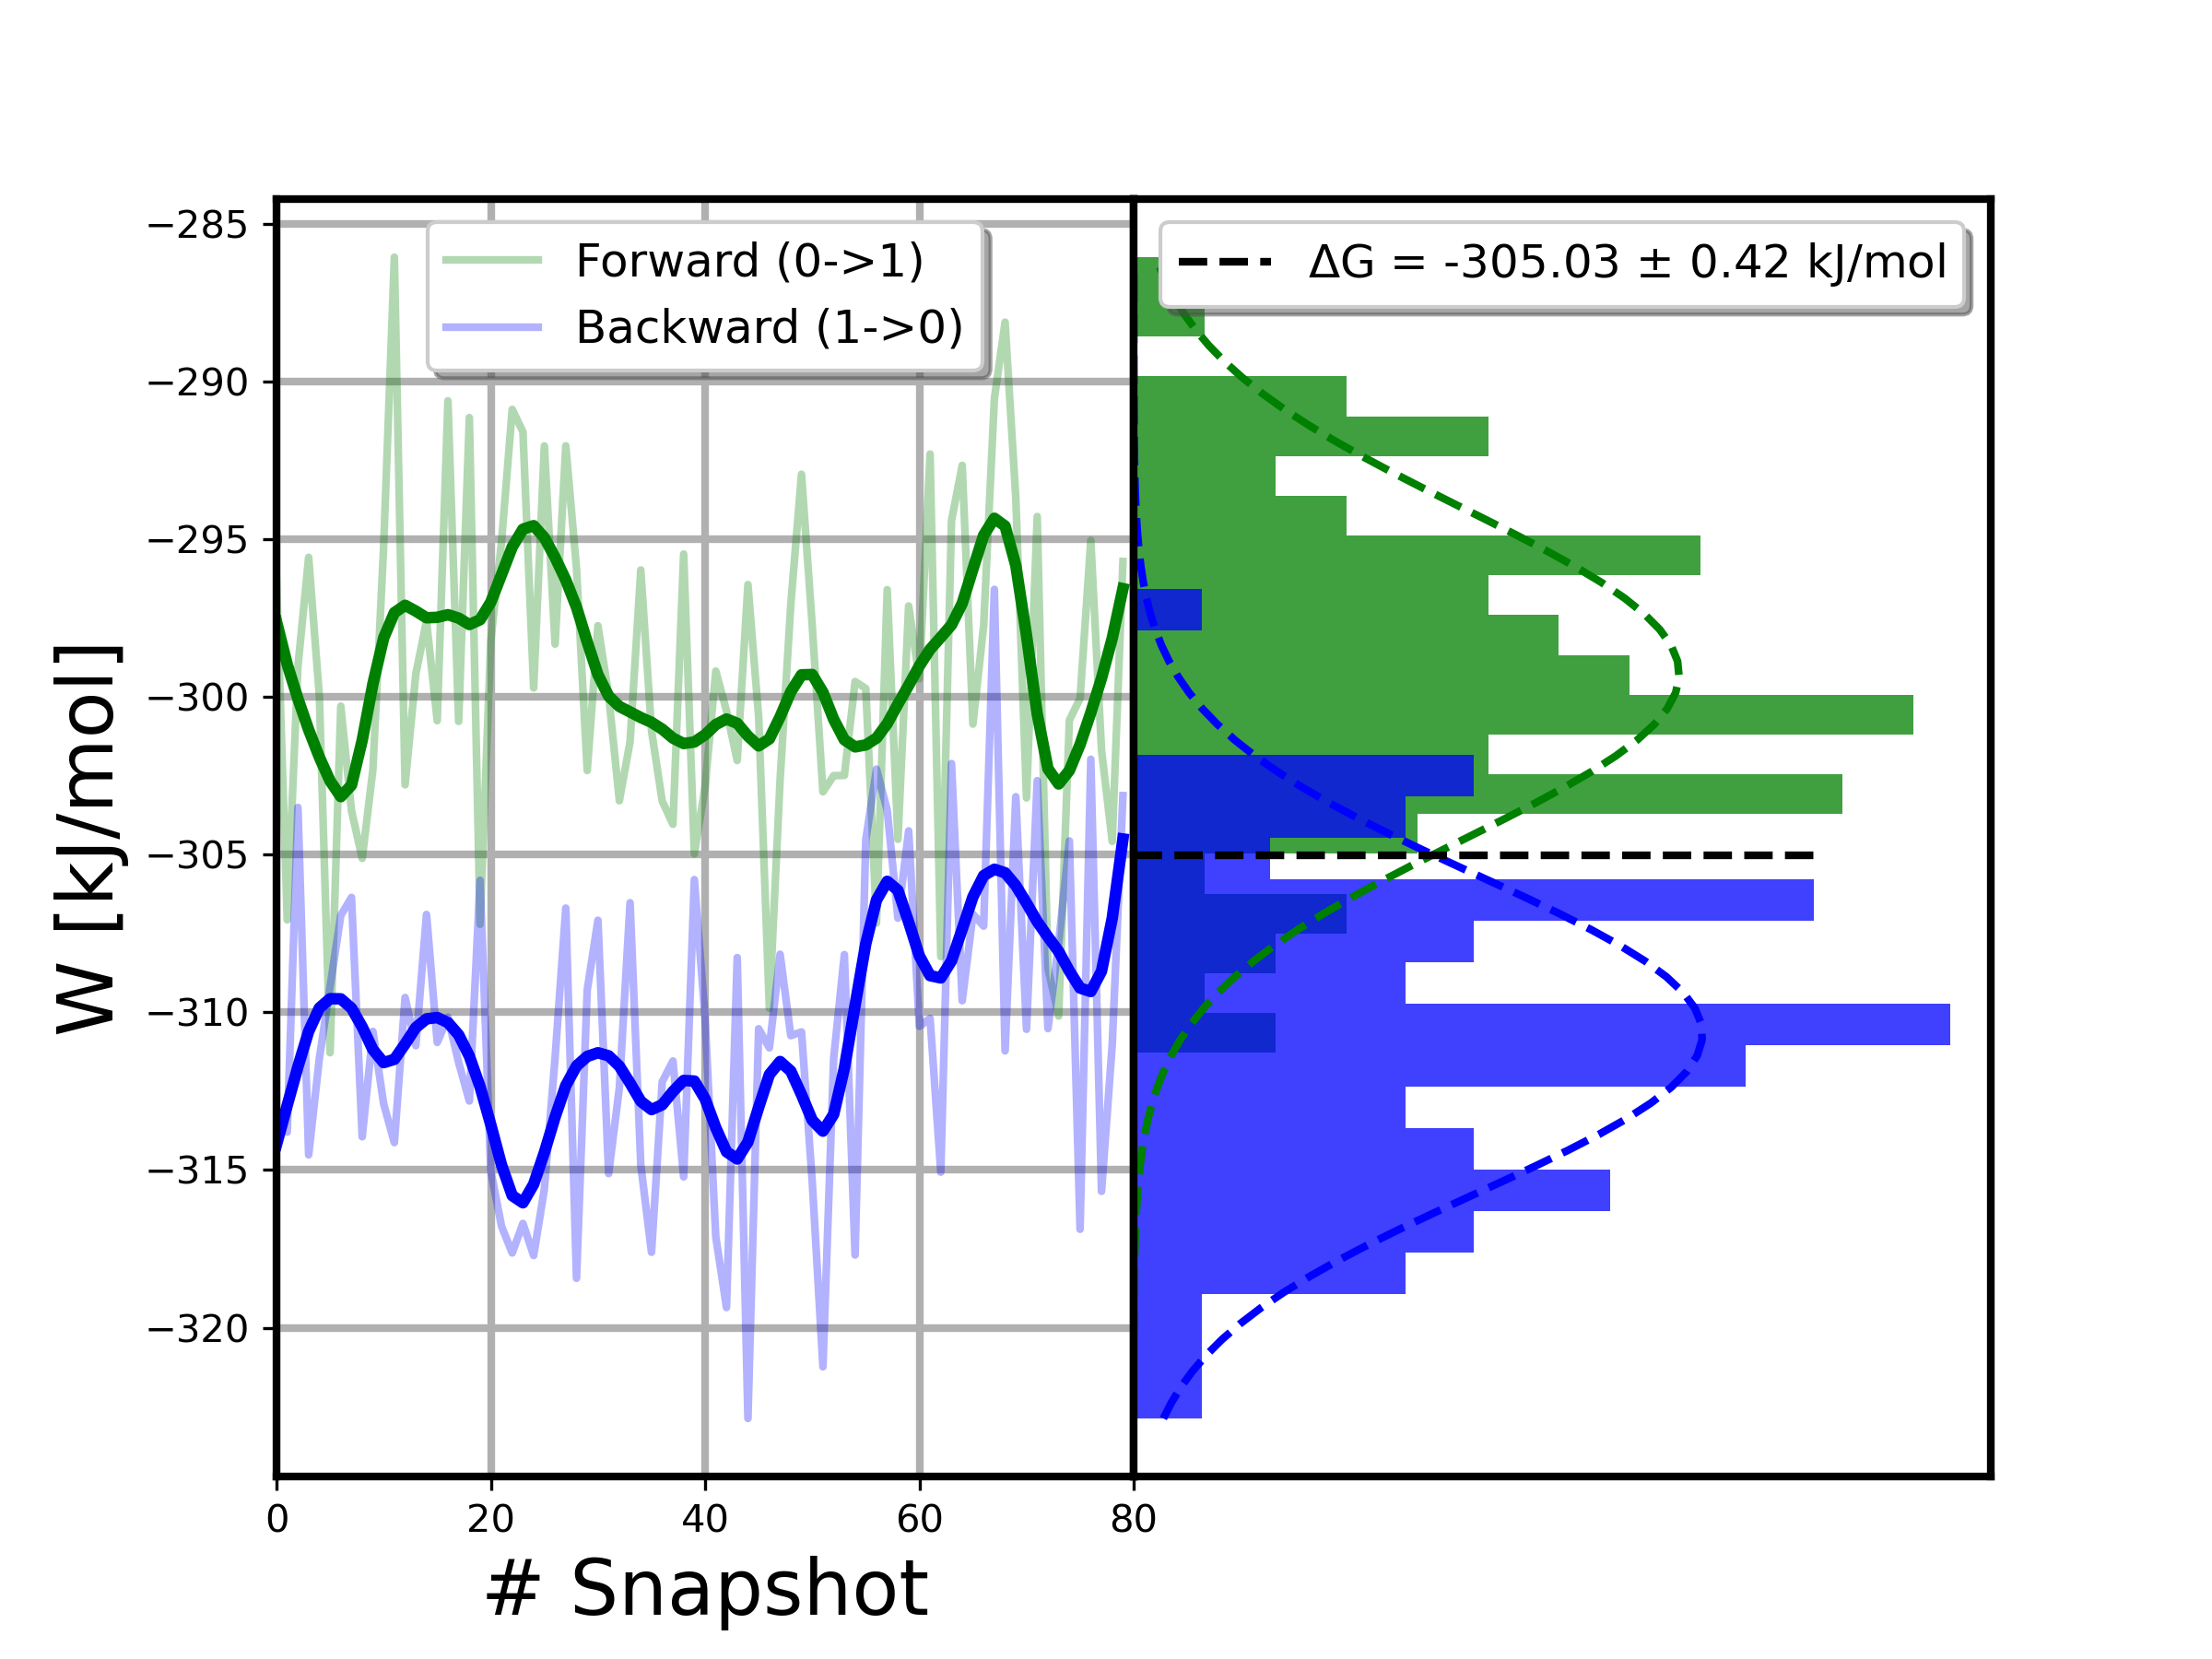 Forward (0->1)
Backward (1->0)
ΔG = -305.03 ± 0.42 kJ/mol
W [kJ/mol]
−285
−290
−295
−300
−305
−310
−315
−320
0 20 40 60 80
# Snapshot